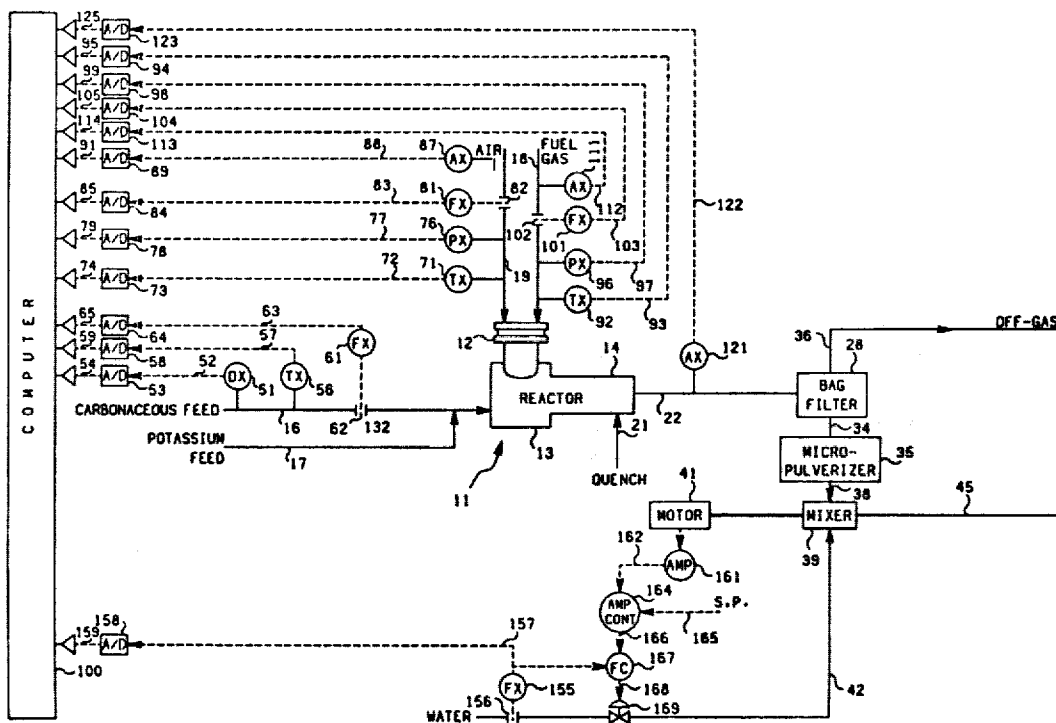 125
A/D
123
95
A/D
94
99
A/D
98
105
A/D
104
114
A/D
113
91
A/D
89
88
87
AX
AIR
18
FUEL
GAS
111
AX
112
85
A/D
84
83
81
FX
82
102
FX
101
103
122
79
A/D
78
77
76
PX
PX
96
97
74
A/D
73
72
71
TX
19
TX
92
93
COMPUTER
65
A/D
64
63
FX
61
59
A/D
58
57
54
A/D
53
52
DX
51
TX
56
12
14
AX
121
36
OFF-GAS
28
BAG
FILTER
REACTOR
CARBONACEOUS FEED
16
62
132
13
21
22
34
POTASSIUM
FEED
17
11
QUENCH
MICRO-
PULVERIZER
35
38
41
MOTOR
MIXER
39
45
162
AMP
161
164
AMP
CONT
S.P.
165
166
159
A/D
158
157
FC
167
100
FX
155
168
WATER
156
169
42